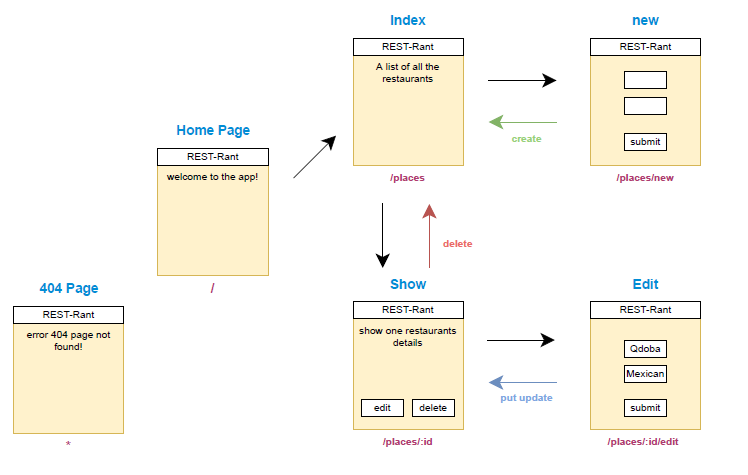 Index
REST-Rant
A list of all the
restaurants
/places
new
REST-Rant
submit
/places/new
create
Home Page
REST-Rant
welcome to the app!
/
delete
404 Page
REST-Rant
error 404 page not
found!
*
Show
REST-Rant
show one restaurants
details
edit
delete
/places/:id
put update
Edit
REST-Rant
Qdoba
Mexican
submit
/places/:id/edit